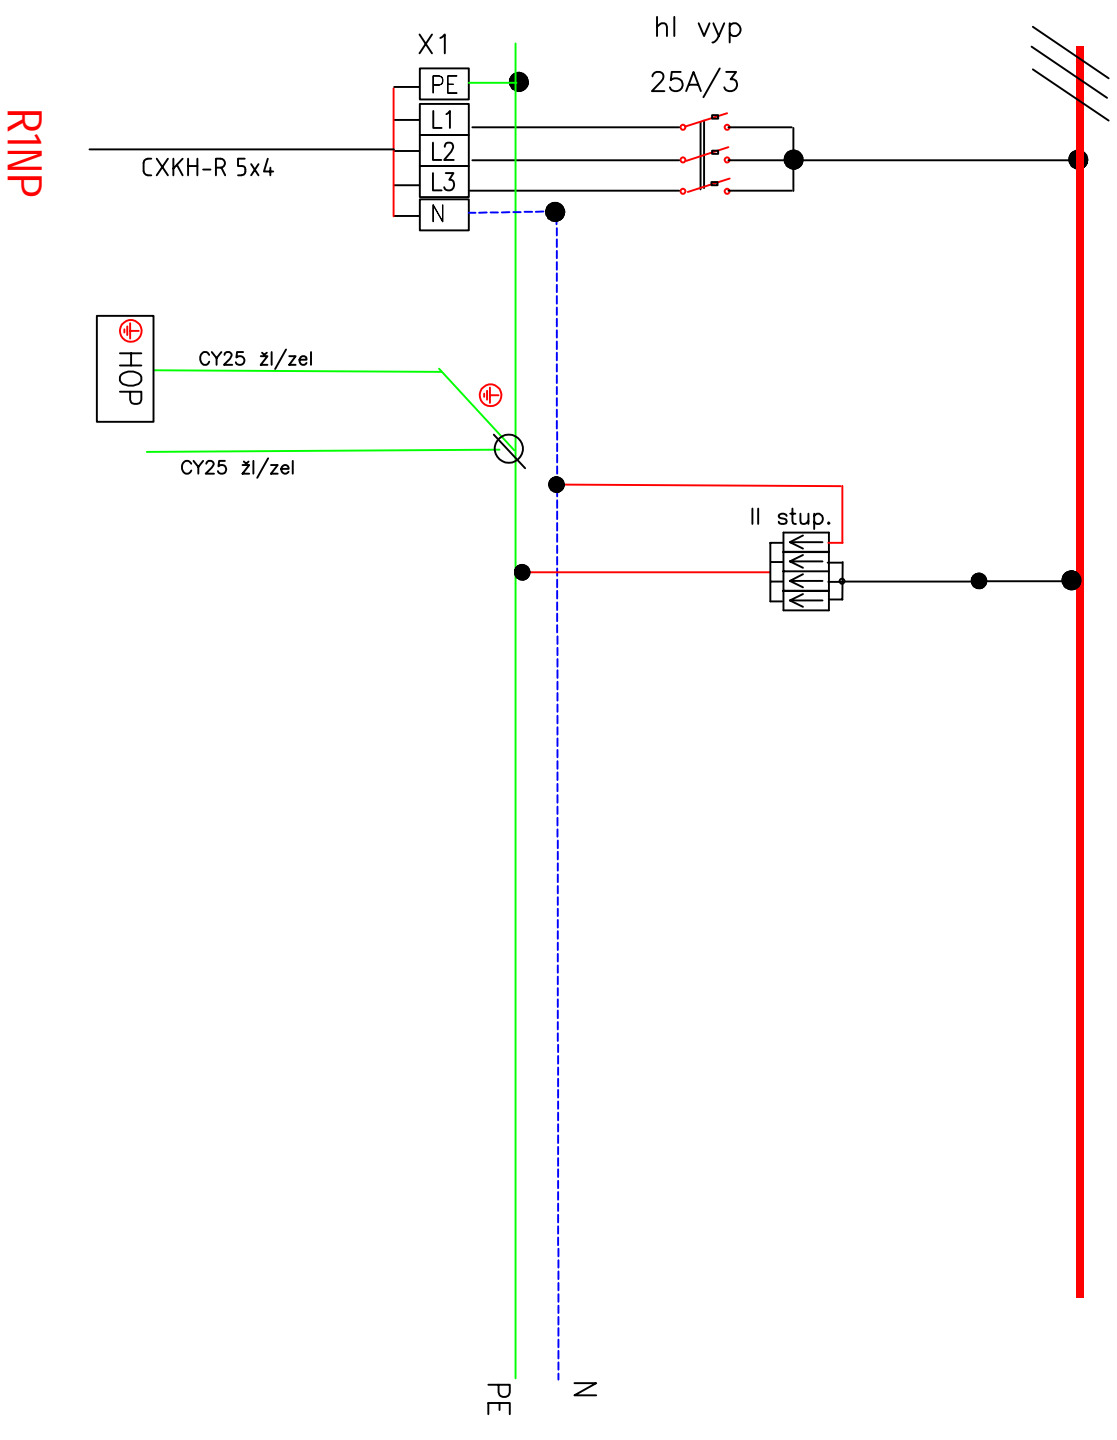 hl vyp
25A/3
X1
PE
L1
L2
L3
N
R1NP
CXKH-R 5x4
HOP
CY25 žl/zel
CY25 žl/zel
II stup.
PE
N